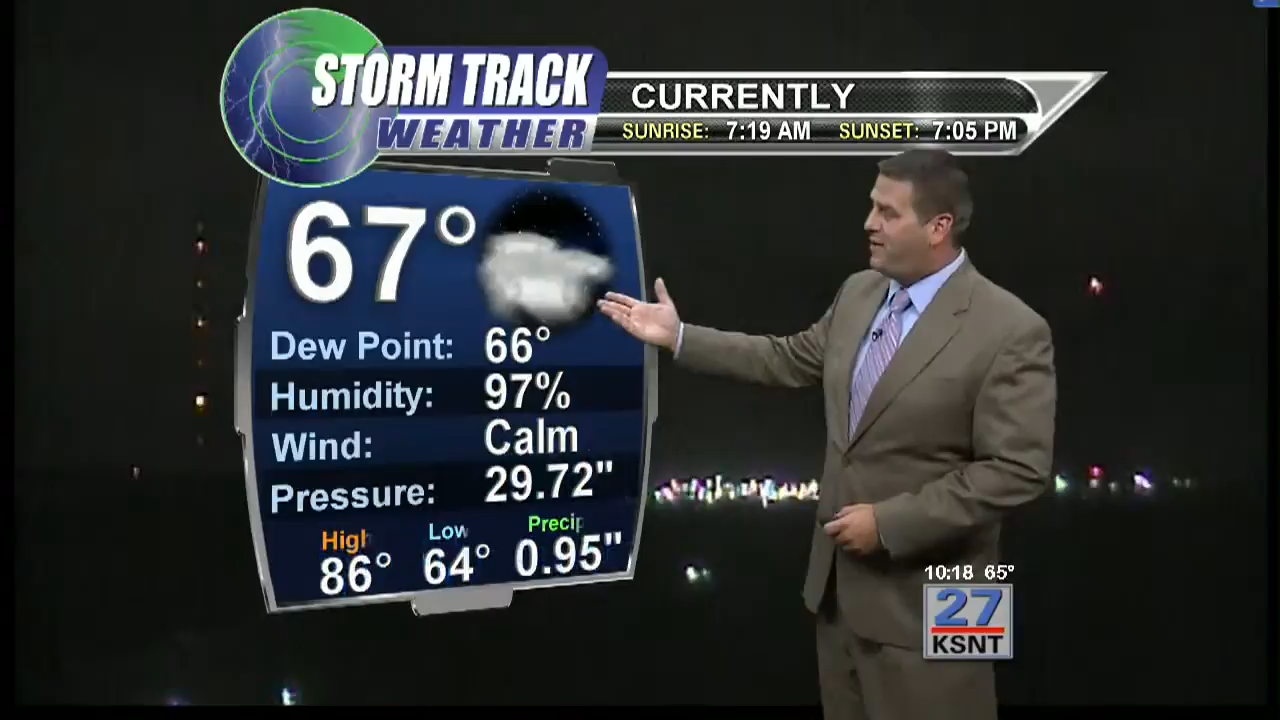 STORM TRACK
WEATHER
CURRENTLY
SUNRISE: 7:19 AM SUNSET: 7:05 PM
67°
Dew Point: 66°
Humidity: 97%
Wind: Calm
Pressure: 29.72"
High Low Precip
86° 64° 0.95"
10:18 65°
27
KSNT